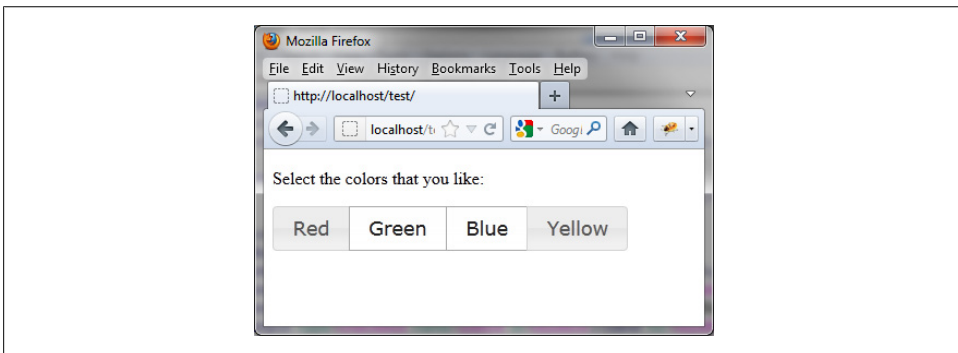 Mozilla Firefox
File Edit View History Bookmarks Tools Help
http://localhost/test/
localhost/t
Googl
Select the colors that you like:
Red Green Blue Yellow